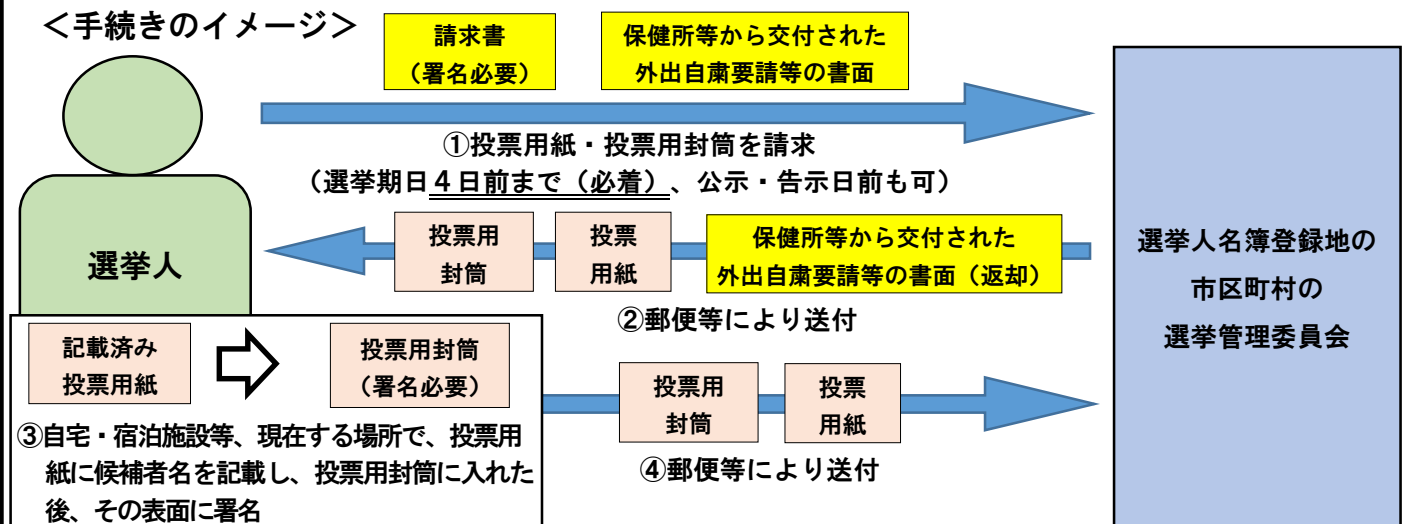 ＜手続きのイメージ＞
請求書
（署名必要）
保健所等から交付された
外出自粛要請等の書面
①投票用紙・投票用封筒を請求
（選挙期日４日前まで（必着）、公示・告示日前も可）
選挙人
投票用
封筒
投票
用紙
保健所等から交付された
外出自粛要請等の書面（返却）
②郵便等により送付
選挙人名簿登録地の
市区町村の
選挙管理委員会
記載済み
投票用紙
投票用封筒
（署名必要）
③自宅・宿泊施設等、現在する場所で、投票用
紙に候補者名を記載し、投票用封筒に入れた
後、その表面に署名
投票用
封筒
投票
用紙
④郵便等により送付